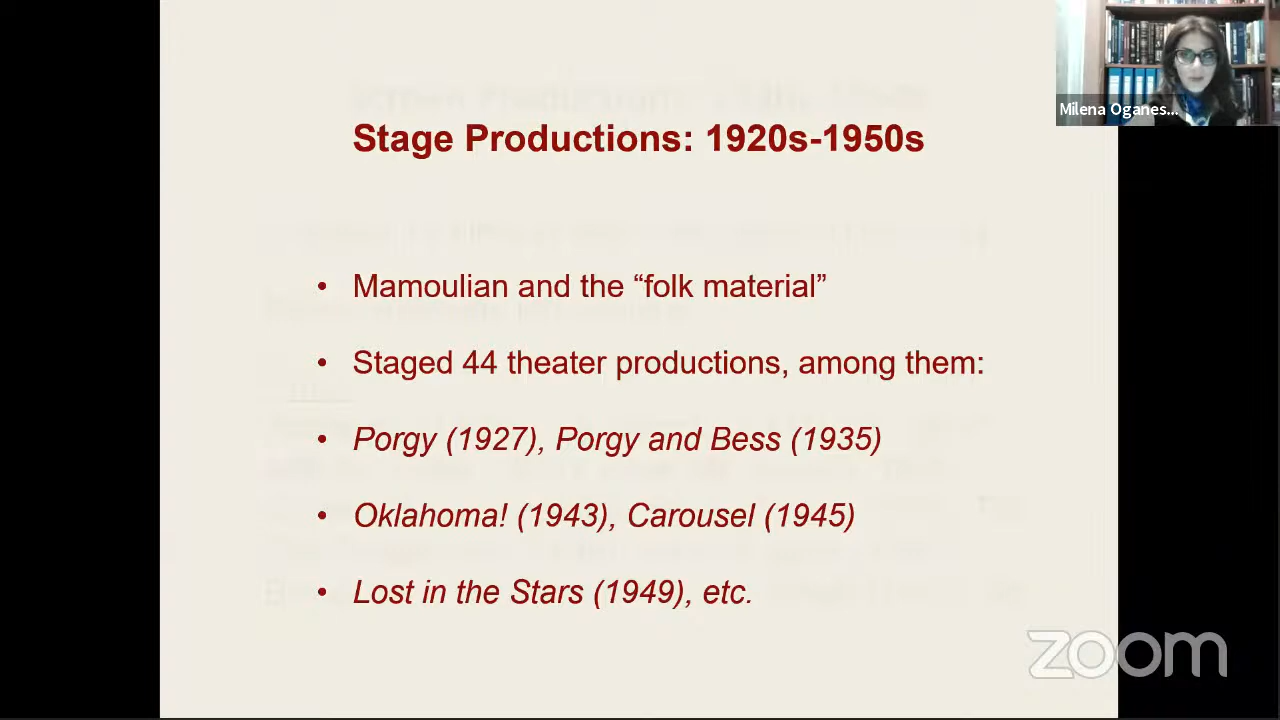 Milena Oganes...
Stage Productions: 1920s-1950s
• Mamoulian and the “folk material”
• Staged 44 theater productions, among them:
• Porgy (1927), Porgy and Bess (1935)
• Oklahoma! (1943), Carousel (1945)
• Lost in the Stars (1949), etc.
zoom